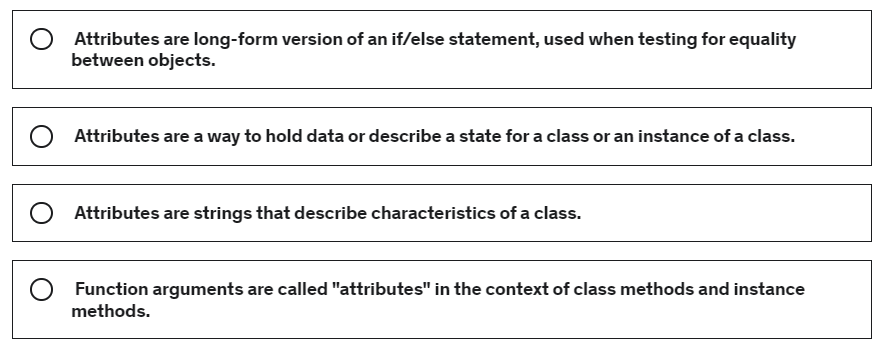 Attributes are long-form version of an if/else statement, used when testing for equality
between objects.
Attributes are a way to hold data or describe a state for a class or an instance of a class.
Attributes are strings that describe characteristics of a class.
Function arguments are called "attributes" in the context of class methods and instance
methods.